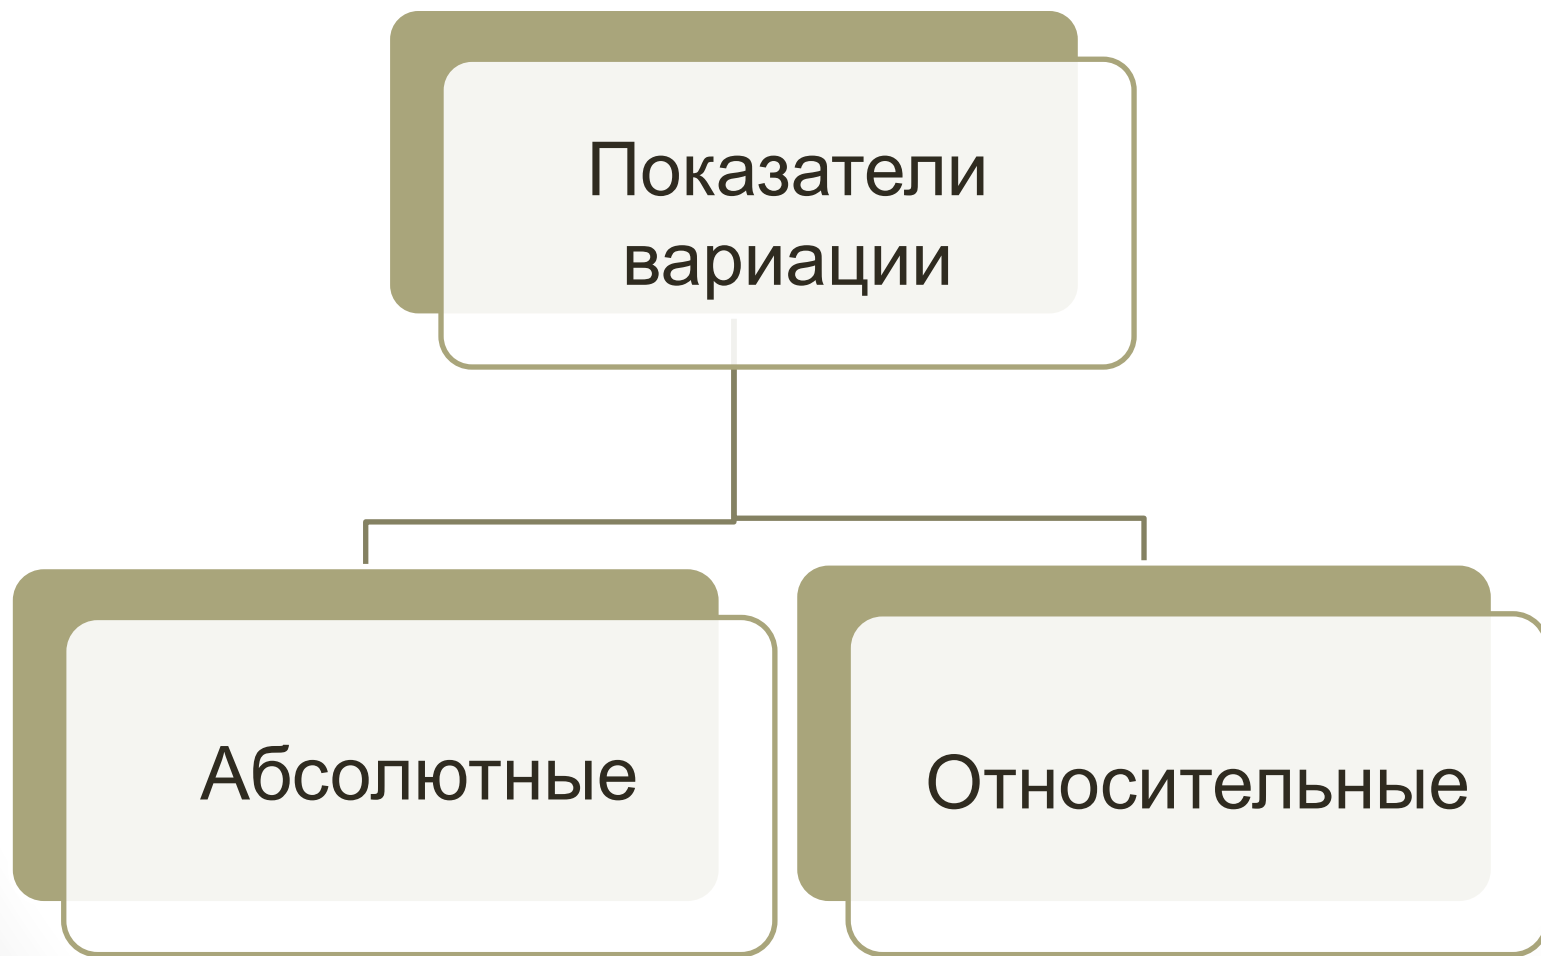 Показатели
вариации
Абсолютные
Относительные